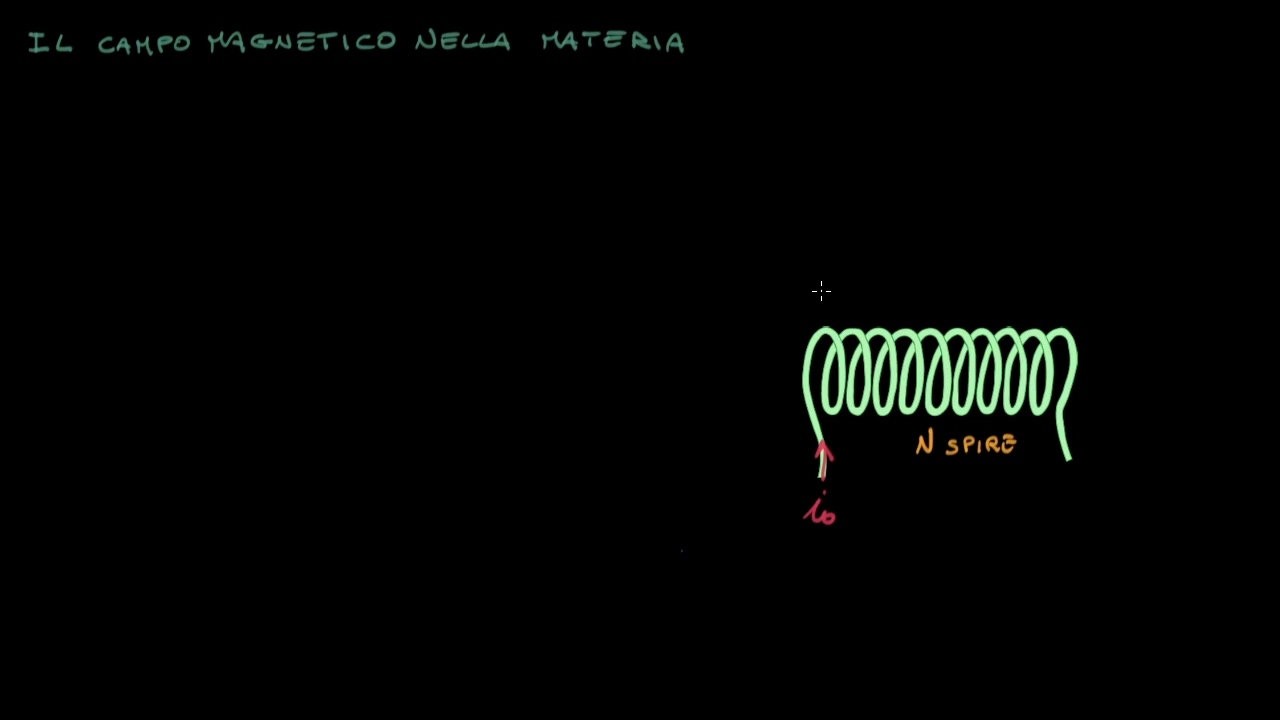 IL CAMPO MAGNETICO NELLA MATERIA
N SPIRE
i₀